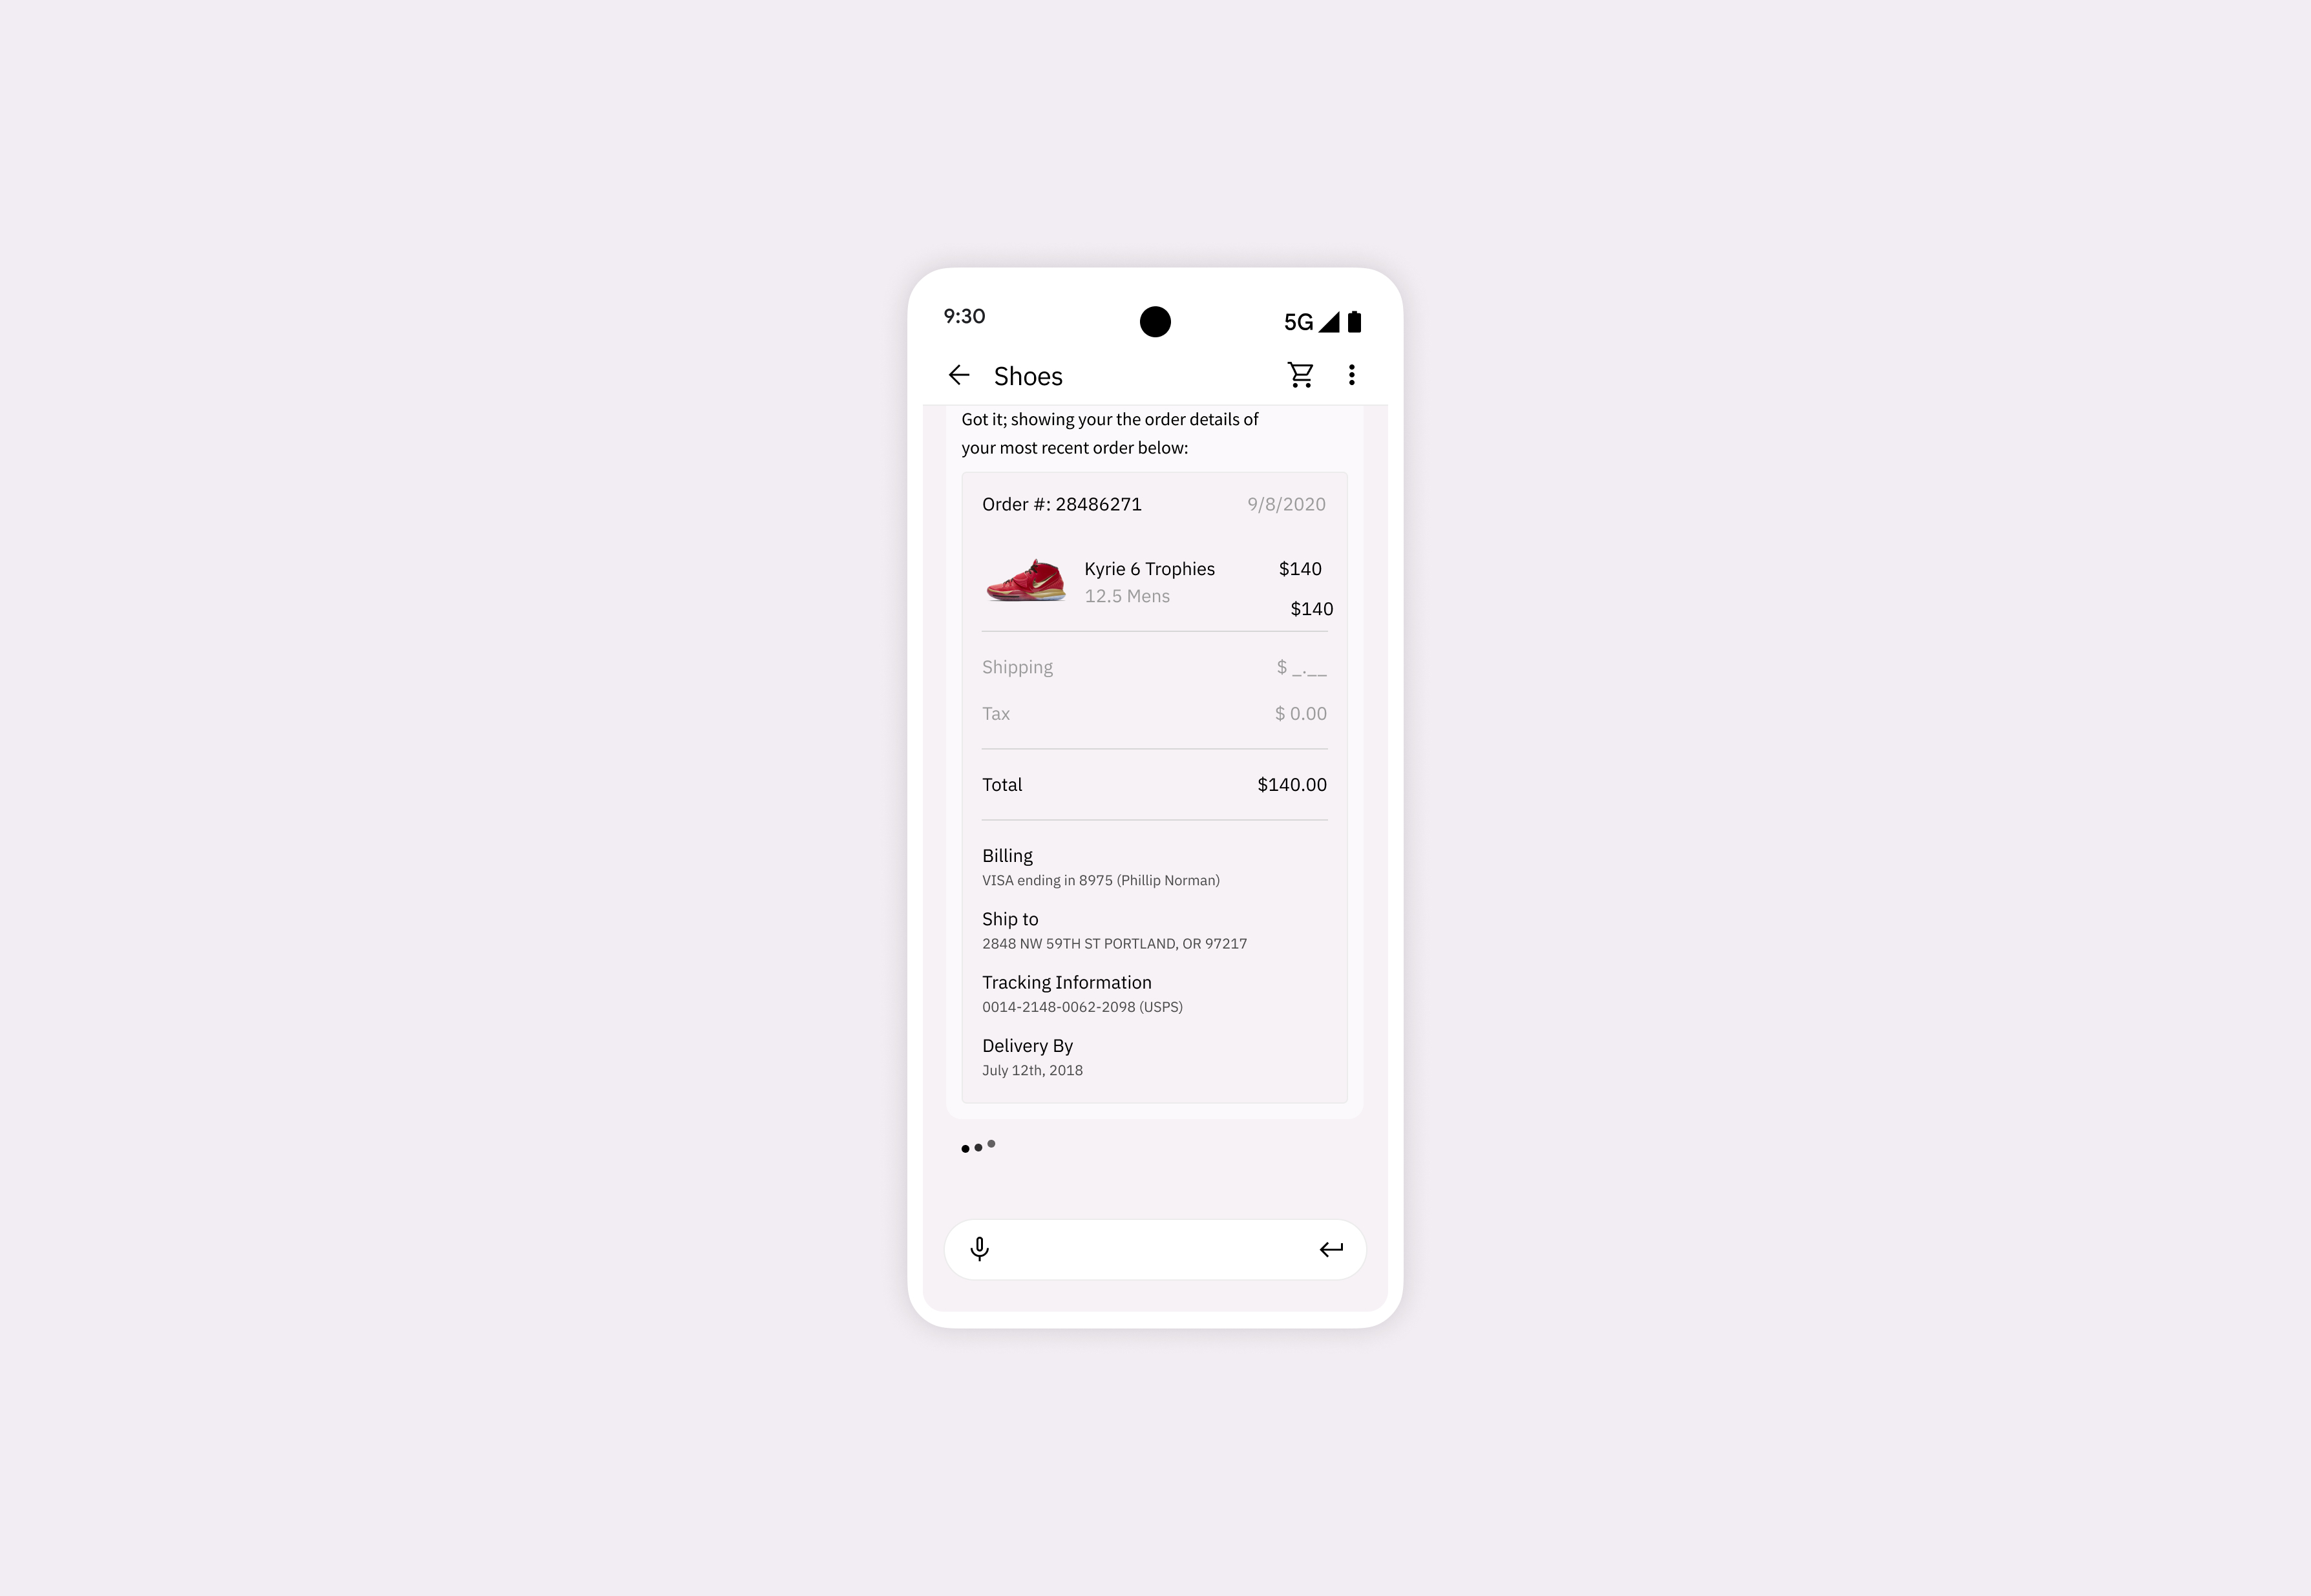 9:30
5G
Shoes
Got it; showing your the order details of
your most recent order below:
Order #: 28486271 9/8/2020
Kyrie 6 Trophies $140
12.5 Mens
$140
Shipping $ _.__
Tax $ 0.00
Total $140.00
Billing
VISA ending in 8975 (Phillip Norman)
Ship to
2848 NW 59TH ST PORTLAND, OR 97217
Tracking Information
0014-2148-0062-2098 (USPS)
Delivery By
July 12th, 2018